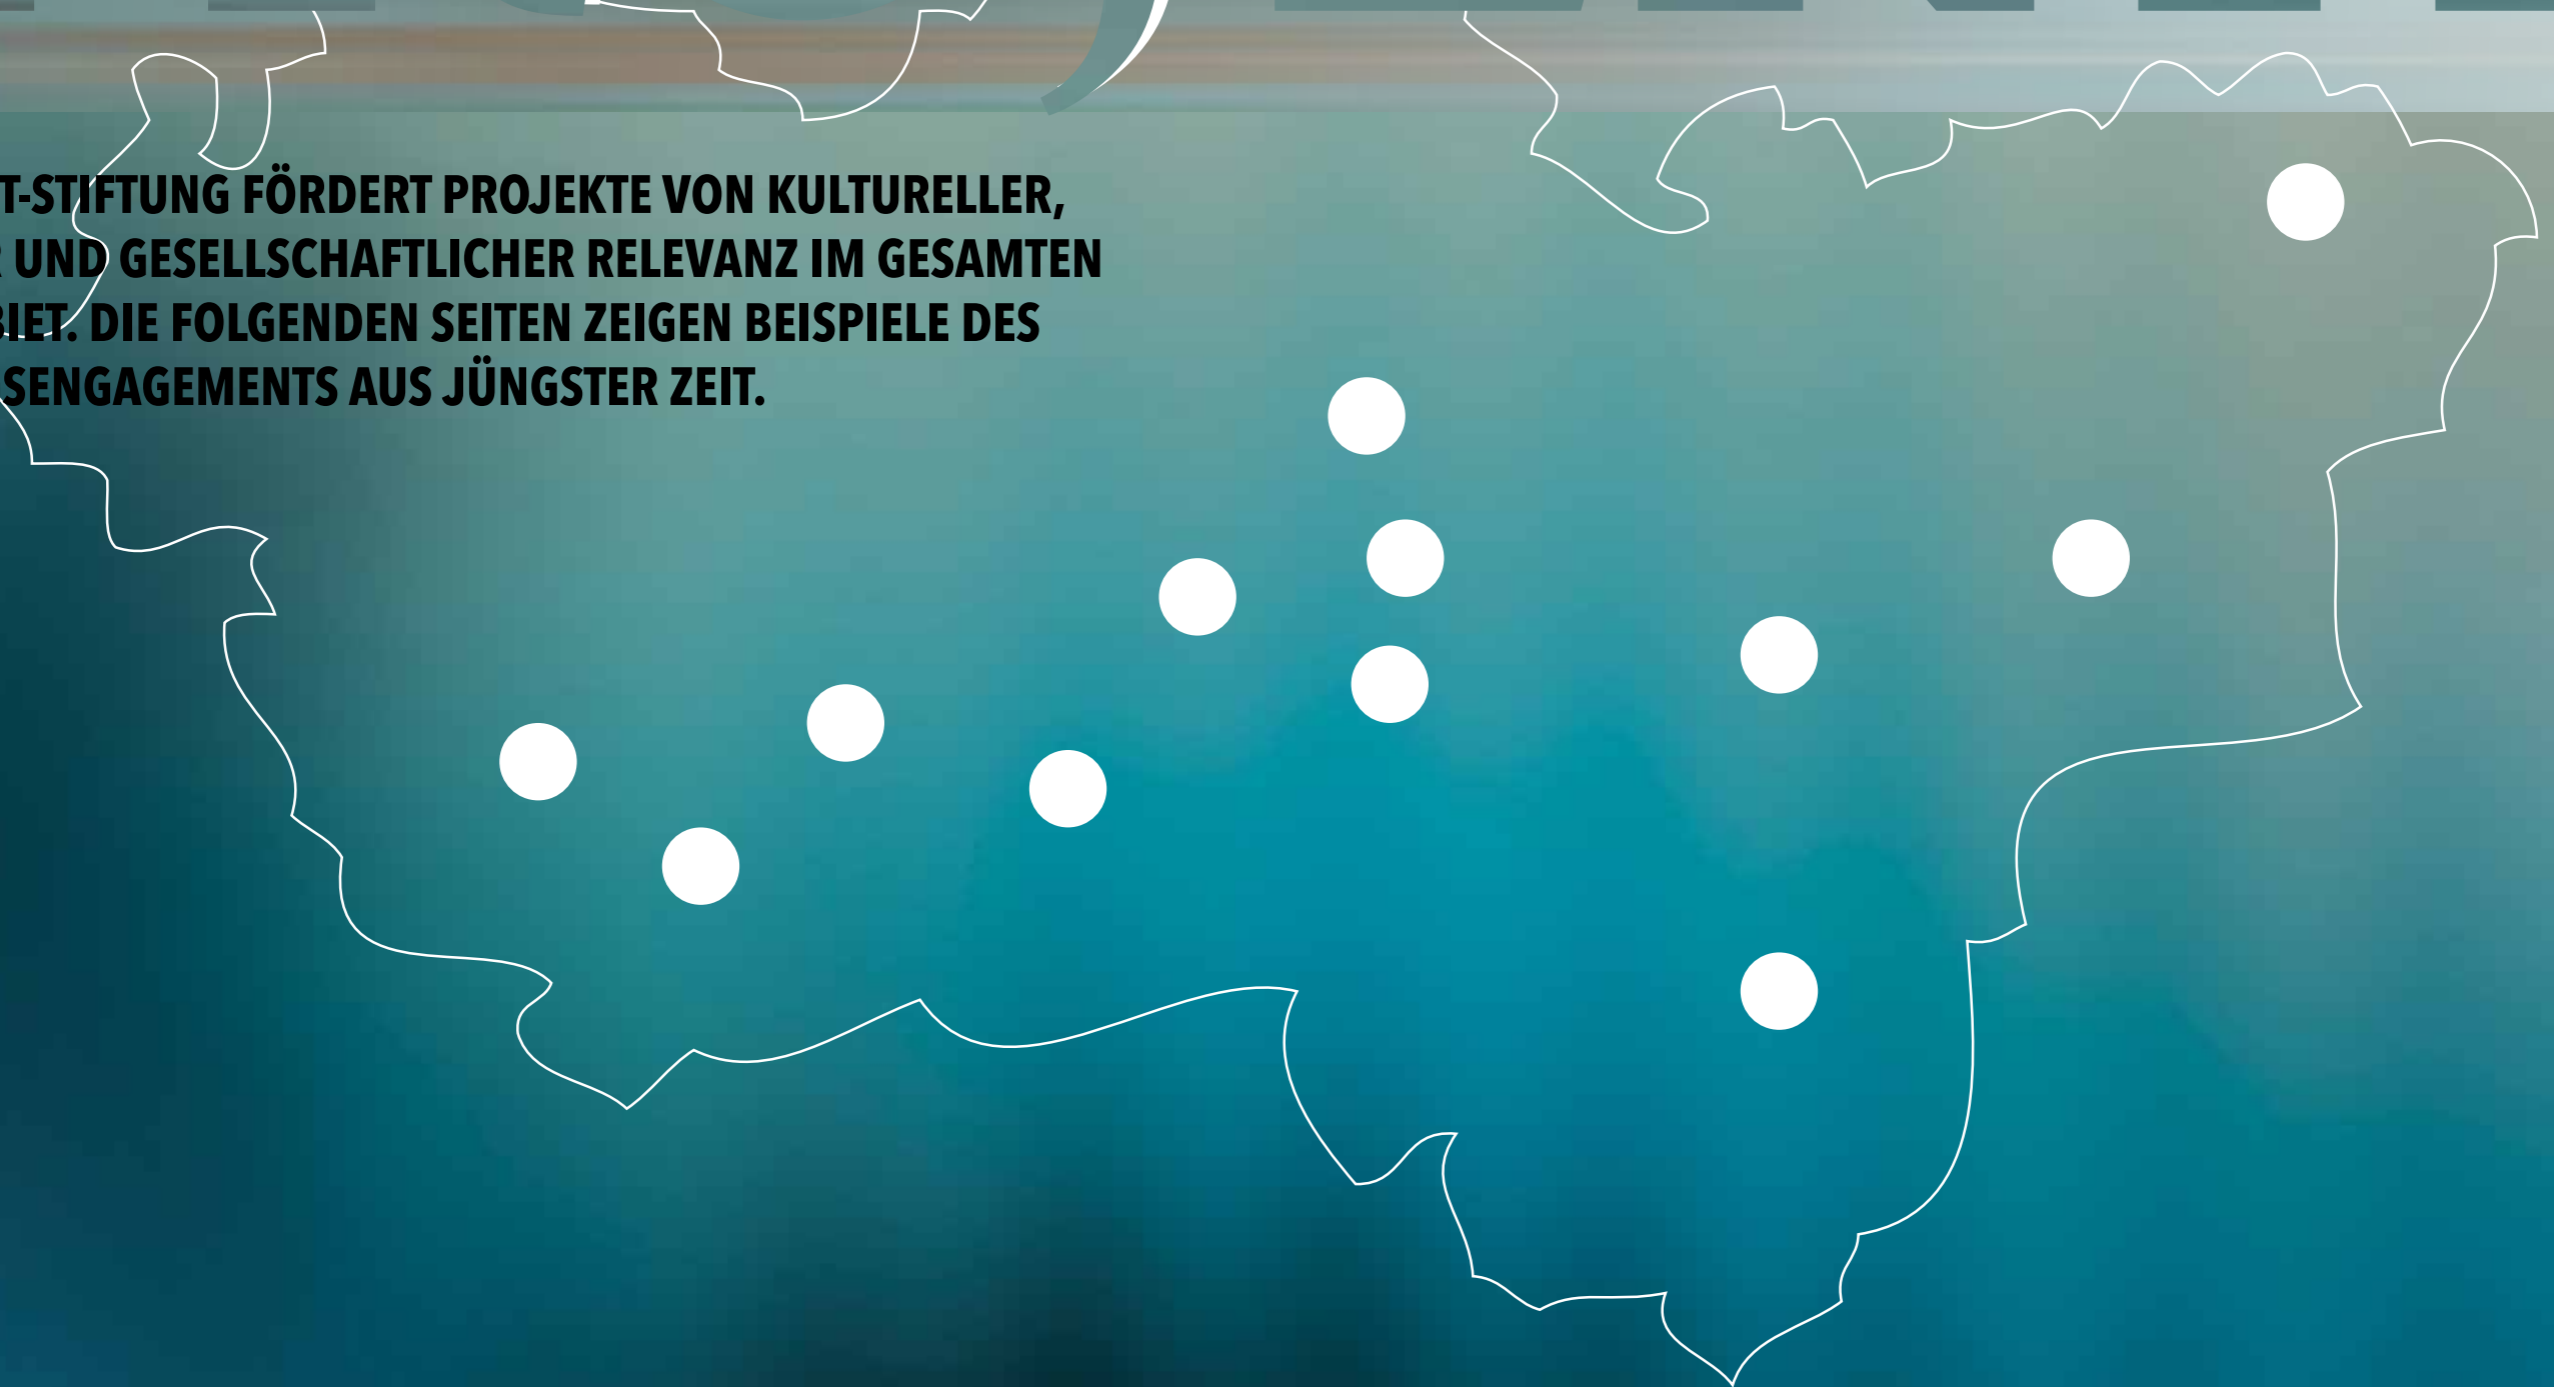 T-STIFTUNG FÖRDERT PROJEKTE VON KULTURELLER,
UND GESELLSCHAFTLICHER RELEVANZ IM GESAMTEN
BIET. DIE FOLGENDEN SEITEN ZEIGEN BEISPIELE DES
SENGAGEMENTS AUS JÜNGSTER ZEIT.